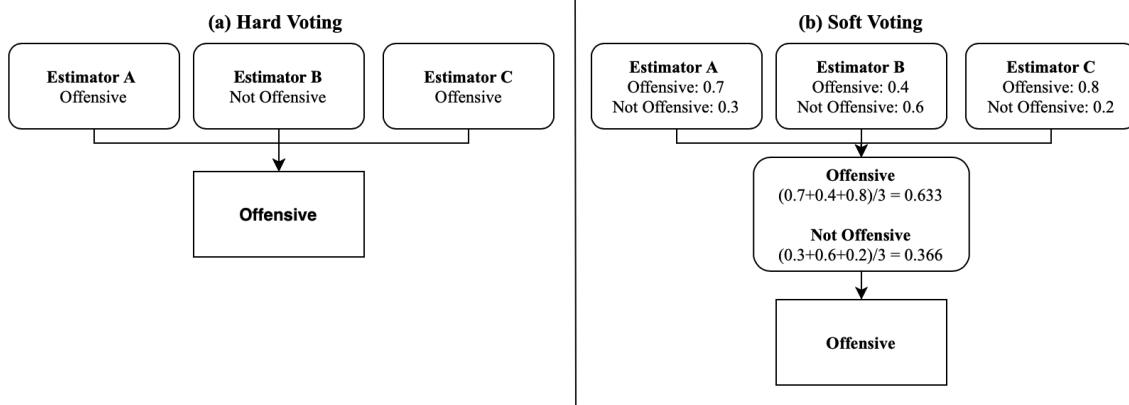 (a) Hard Voting
Estimator A
Offensive
Estimator B
Not Offensive
Estimator C
Offensive
Offensive
(b) Soft Voting
Estimator A
Offensive: 0.7
Not Offensive: 0.3
Estimator B
Offensive: 0.4
Not Offensive: 0.6
Estimator C
Offensive: 0.8
Not Offensive: 0.2
Offensive
(0.7+0.4+0.8)/3 = 0.633
Not Offensive
(0.3+0.6+0.2)/3 = 0.366
Offensive